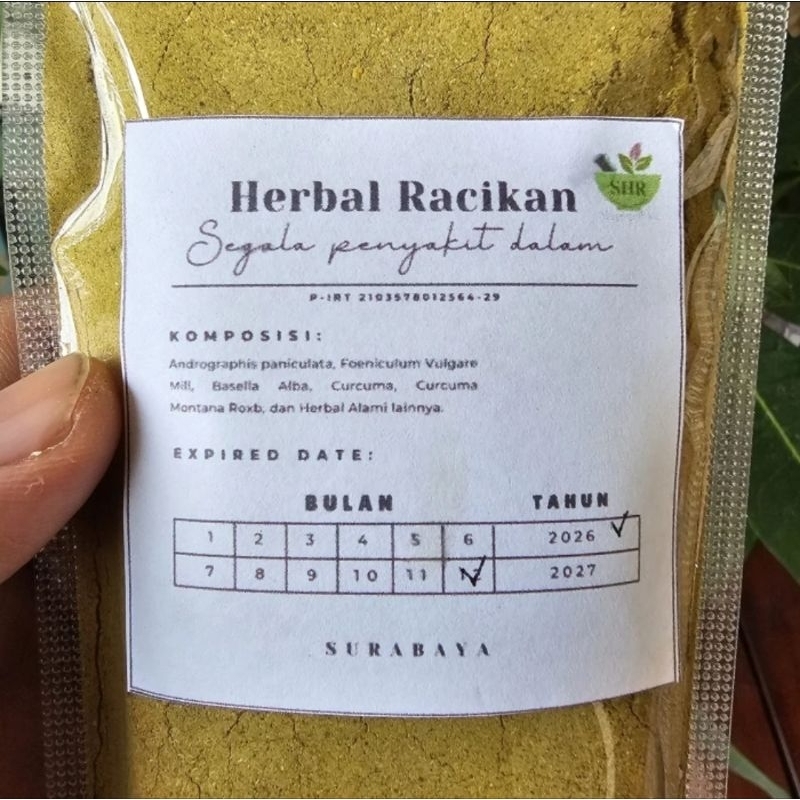 SHR
Herbal Racikan
Segala penyakit dalam
P-IRT 2103578012564-29
KOMPOSISI:
Andrographis paniculata, Foeniculum Vulgare
Mill, Basella Alba, Curcuma, Curcuma
Montana Roxb, dan Herbal Alami lainnya.
EXPIRED DATE:
BULAN TAHUN
1 2 3 4 5 6 2026
7 8 9 10 11 12 2027
SURABAYA